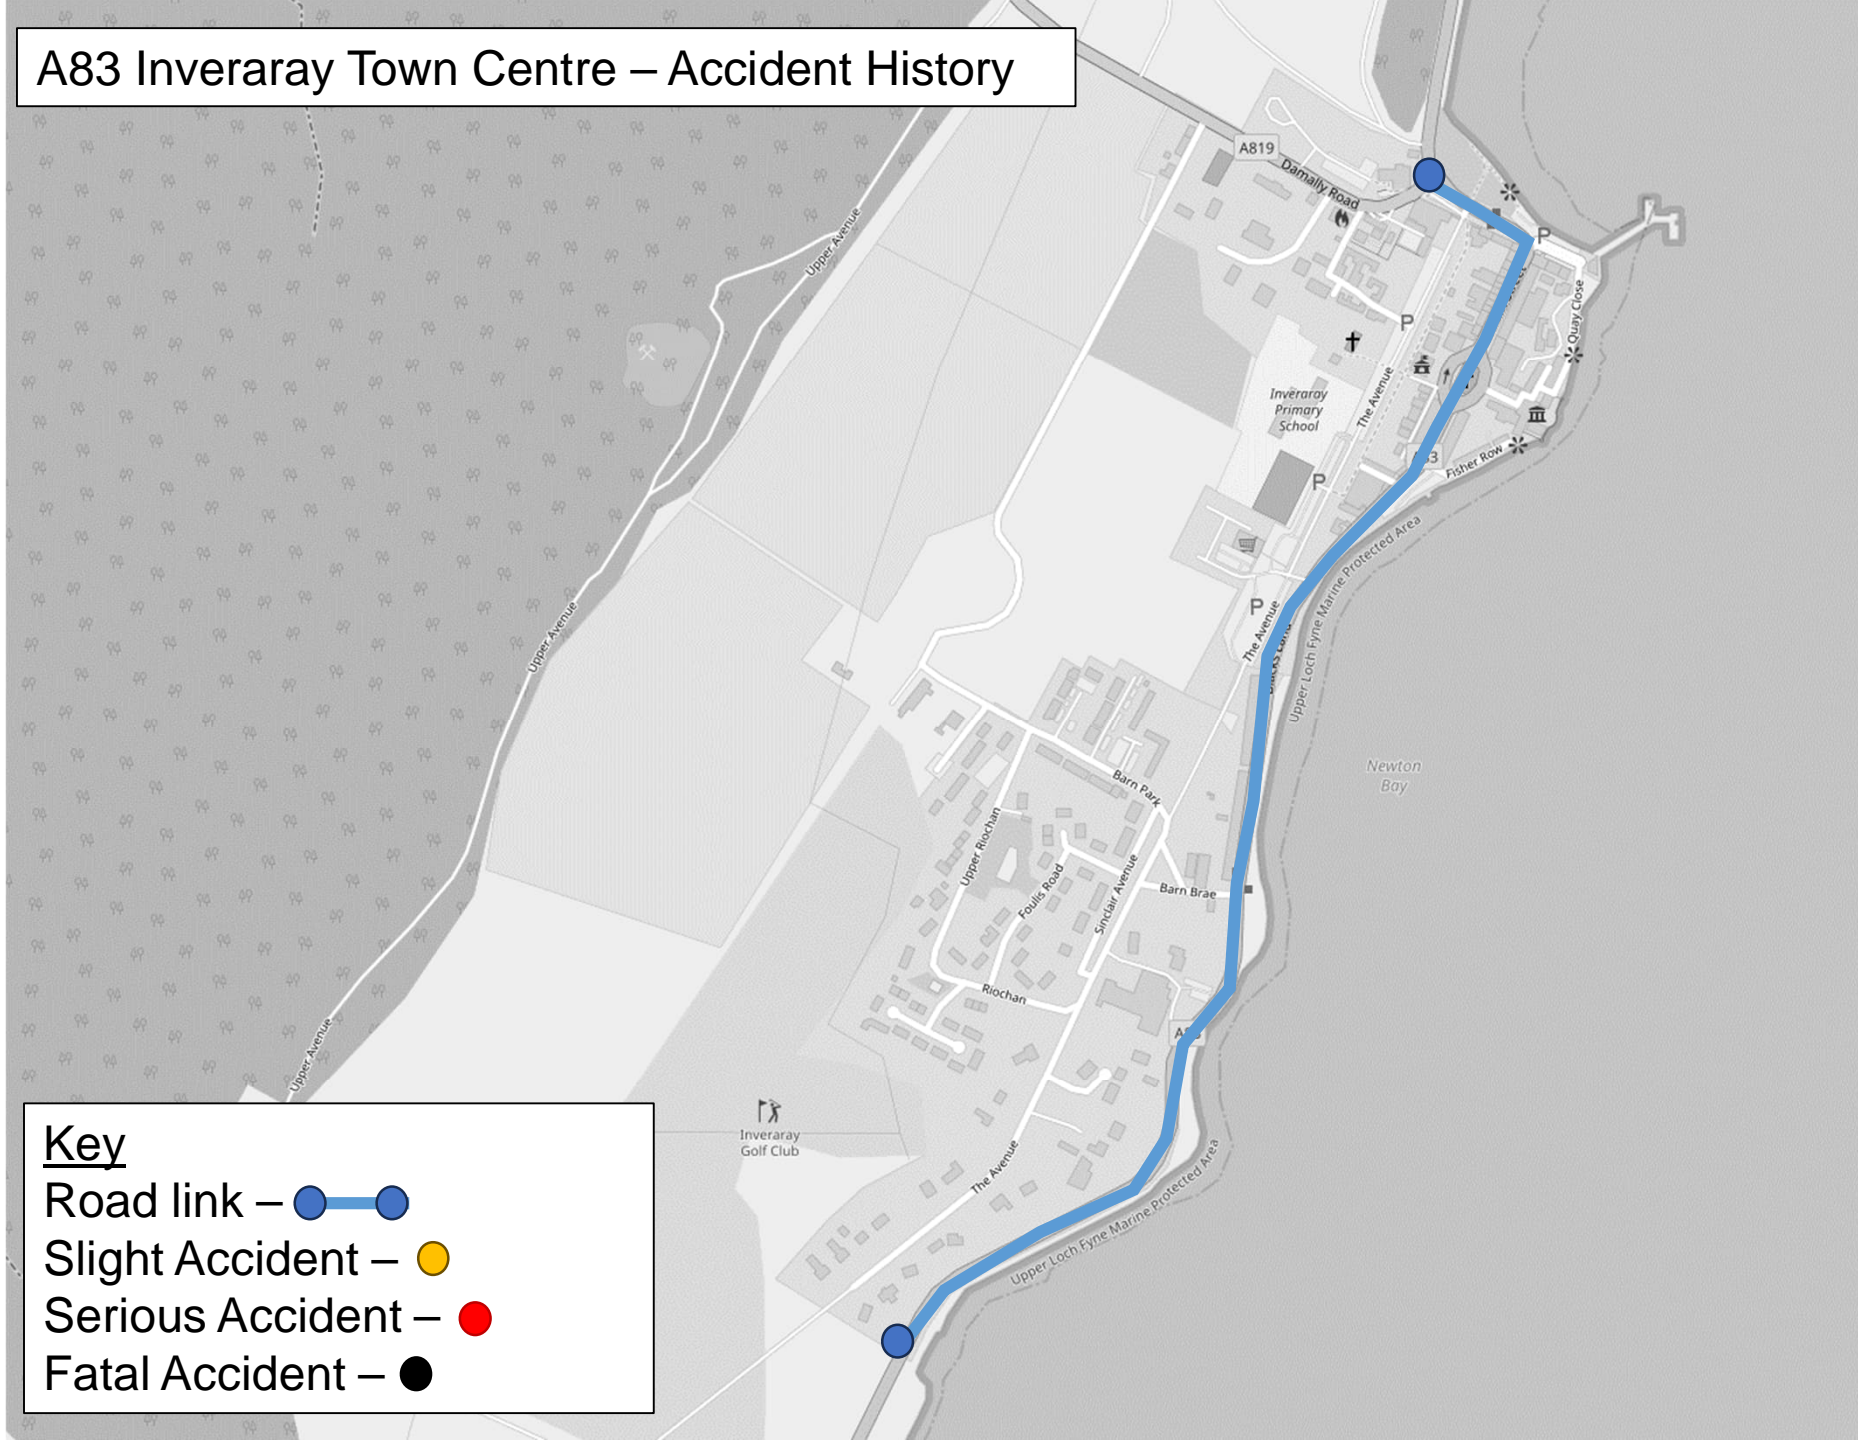 A83 Inveraray Town Centre – Accident History
A819
Damally Road
P
Upper Avenue
Quay Close
P
The Avenue
Inveraray
Primary
School
Fisher Row
P
Upper Loch Fyne Marine Protected Area
P
The Avenue
Upper Avenue
Newton
Bay
Barn Park
Upper Riochan
Foulis Road
Sinclair Avenue
Barn Brae
Riochan
Upper Avenue
Inveraray
Golf Club
The Avenue
Upper Loch Fyne Marine Protected Area
Key
Road link –
Slight Accident –
Serious Accident –
Fatal Accident –